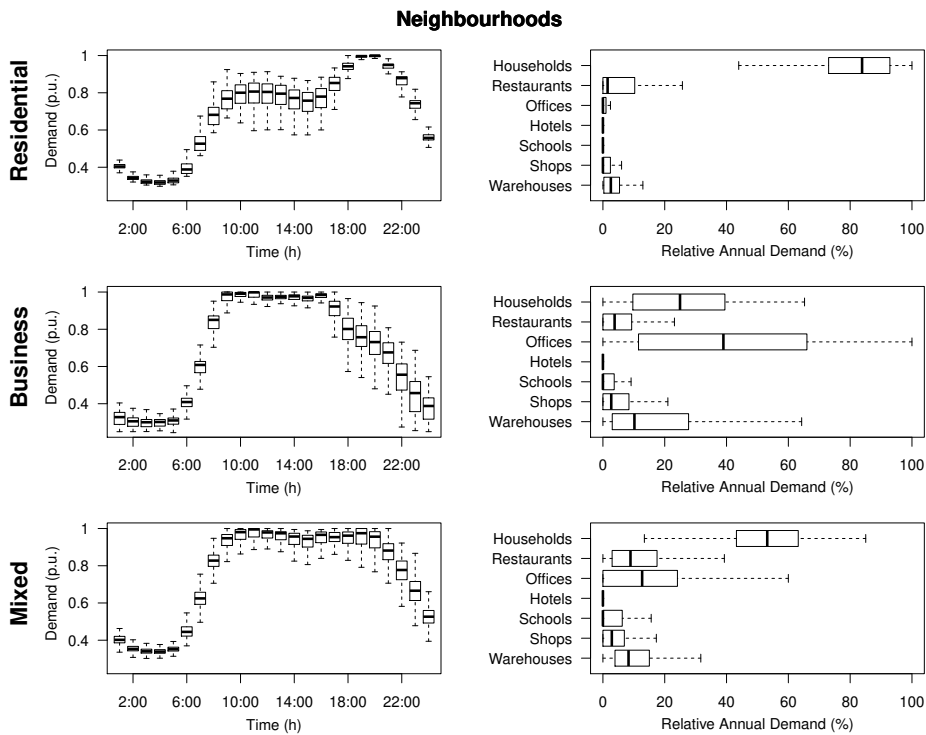 Neighbourhoods
Residential
Demand (p.u.)
1
0.8
0.6
0.4
2:00 6:00 10:00 14:00 18:00 22:00
Time (h)
Households
Restaurants
Offices
Hotels
Schools
Shops
Warehouses
0 20 40 60 80 100
Relative Annual Demand (%)
Business
Demand (p.u.)
1
0.8
0.6
0.4
2:00 6:00 10:00 14:00 18:00 22:00
Time (h)
Households
Restaurants
Offices
Hotels
Schools
Shops
Warehouses
0 20 40 60 80 100
Relative Annual Demand (%)
Mixed
Demand (p.u.)
1
0.8
0.6
0.4
2:00 6:00 10:00 14:00 18:00 22:00
Time (h)
Households
Restaurants
Offices
Hotels
Schools
Shops
Warehouses
0 20 40 60 80 100
Relative Annual Demand (%)